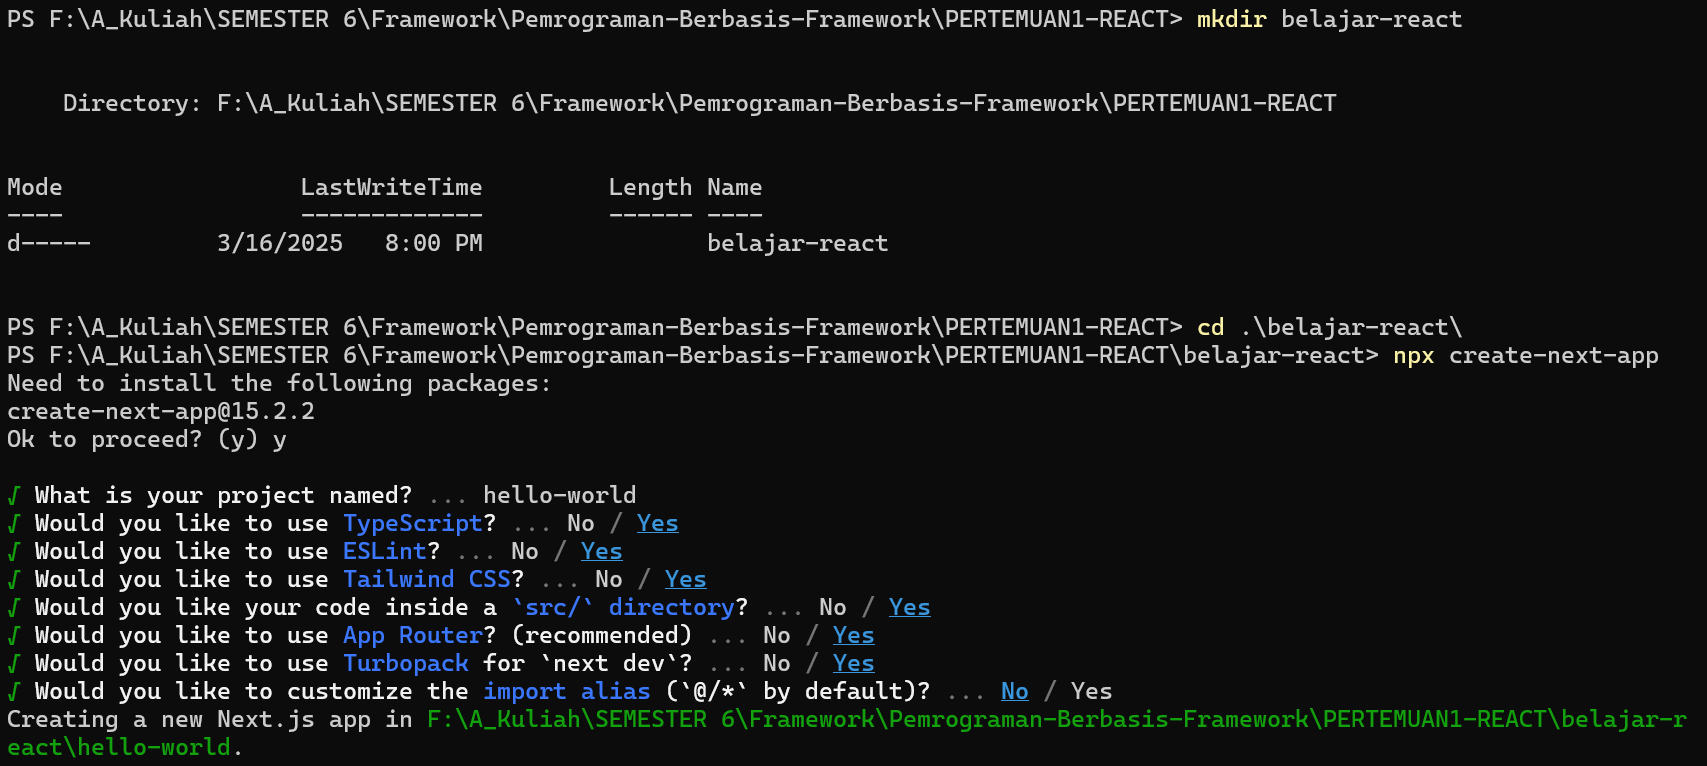 PS F:\A_Kuliah\SEMESTER 6\Framework\Pemrograman-Berbasis-Framework\PERTEMUAN1-REACT> mkdir belajar-react
Directory: F:\A_Kuliah\SEMESTER 6\Framework\Pemrograman-Berbasis-Framework\PERTEMUAN1-REACT
Mode                 LastWriteTime         Length Name
----                 -------------         ------ ----
d-----         3/16/2025   8:00 PM                belajar-react
PS F:\A_Kuliah\SEMESTER 6\Framework\Pemrograman-Berbasis-Framework\PERTEMUAN1-REACT> cd .\belajar-react\
PS F:\A_Kuliah\SEMESTER 6\Framework\Pemrograman-Berbasis-Framework\PERTEMUAN1-REACT\belajar-react> npx create-next-app
Need to install the following packages:
create-next-app@15.2.2
Ok to proceed? (y) y
√ What is your project named? ... hello-world
√ Would you like to use TypeScript? ... No / Yes
√ Would you like to use ESLint? ... No / Yes
√ Would you like to use Tailwind CSS? ... No / Yes
√ Would you like your code inside a `src/` directory? ... No / Yes
√ Would you like to use App Router? (recommended) ... No / Yes
√ Would you like to use Turbopack for `next dev`? ... No / Yes
√ Would you like to customize the import alias (`@/*` by default)? ... No / Yes
Creating a new Next.js app in F:\A_Kuliah\SEMESTER 6\Framework\Pemrograman-Berbasis-Framework\PERTEMUAN1-REACT\belajar-r
eact\hello-world.